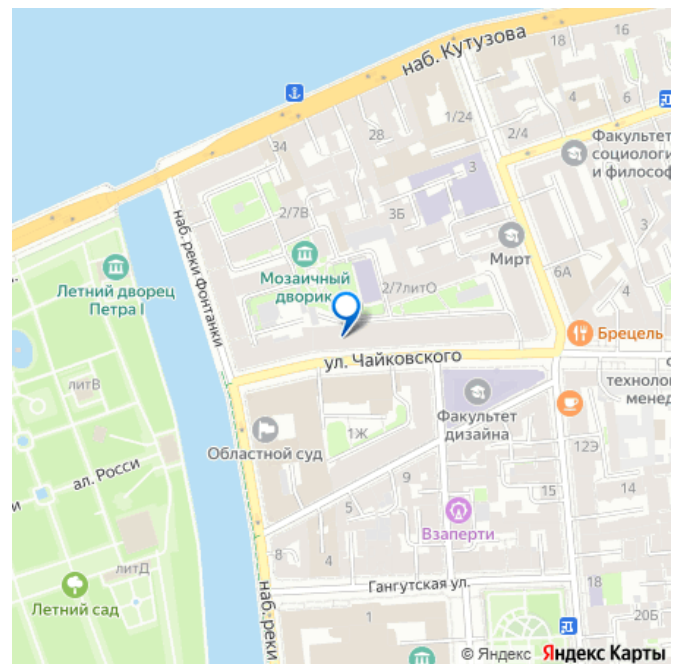 наб. Кутузова
18
16
4
6
1/24
2/4
28
34
Факультет
социологи
и философ
3
3
2/7В
3Б
Мирт
наб. реки Фонтанки
Летний дворец
Петра I
Мозаичный
дворик
2/7литО
6А
Брецель
ул. Чайковского
техноло
менед
литВ
Факультет
дизайна
Областной суд
1Ж
12Э
ал. Росси
и
9
14
15
5
Взаперти
литД
8
4
Гангутская ул.
18
Летний сад
наб. реки
1
20Б
© Яндекс Яндекс Карты